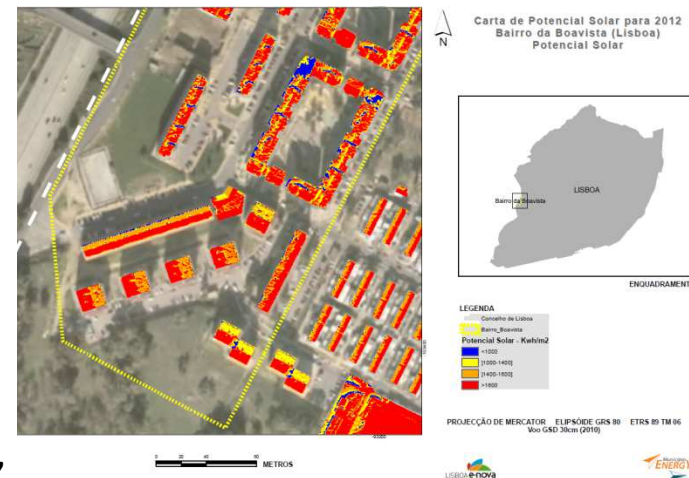 N
Carta de Potencial Solar para 2012
Bairro da Boavista (Lisboa)
Potencial Solar
LISBOA
Bairro da Boavista
ENQUADRAMENT
LEGENDA
Concelho de Lisboa
Bairro_Boavista
Potencial Solar - Kwh/m2
<1000
[1000-1400]
[1400-1600]
>1600
PROJECÇÃO DE MERCATOR ELIPSÓIDE GRS 80 ETRS 89 TM 06
Voo GSD 30cm (2010)
METROS
LISBOA e-nova
ENERGY